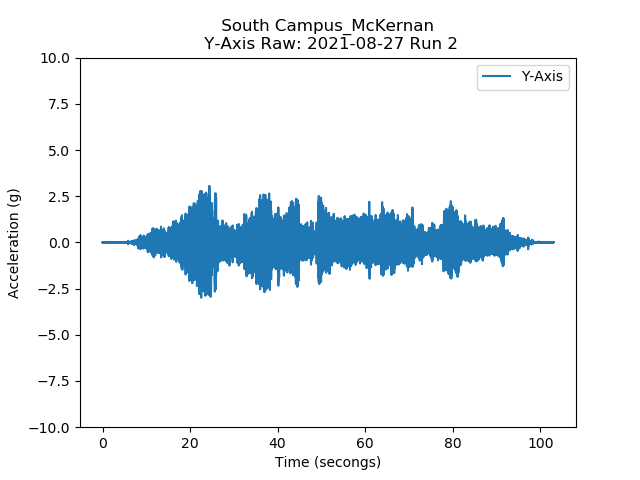 South Campus_McKernan
Y-Axis Raw: 2021-08-27 Run 2
Y-Axis
10.0
7.5
5.0
2.5
0.0
−2.5
−5.0
−7.5
−10.0
Acceleration (g)
0 20 40 60 80 100
Time (secongs)